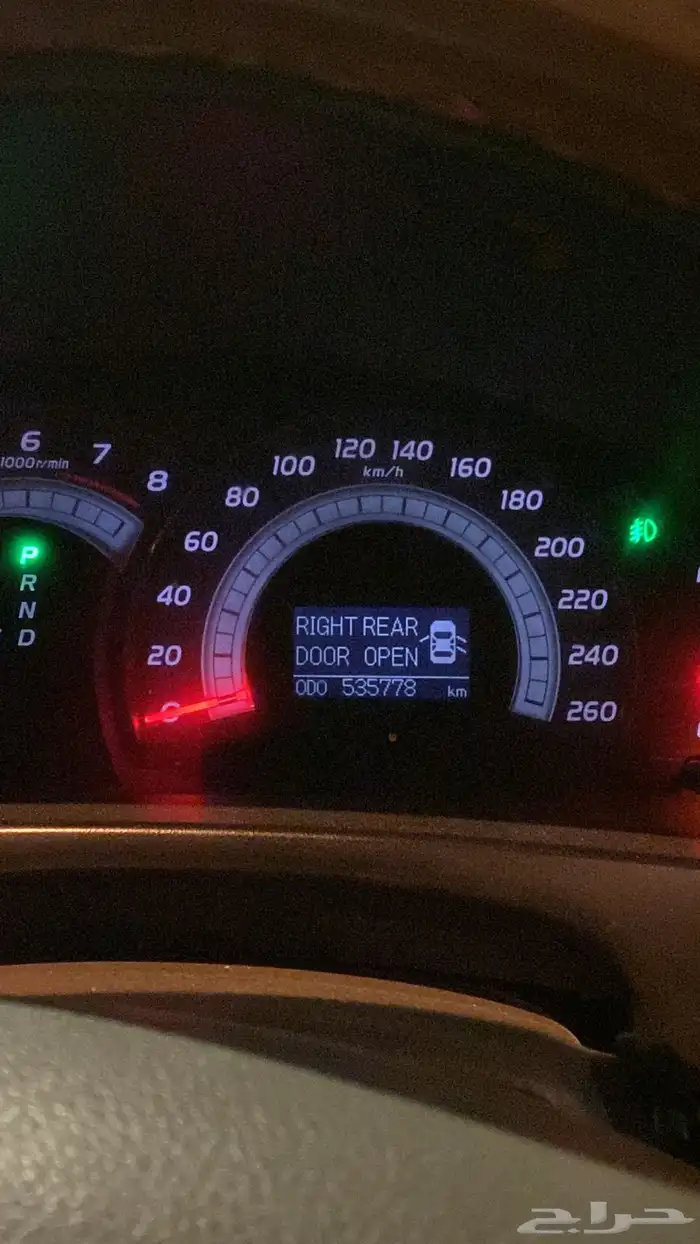 6
7
8
1000r/min
P
R
N
D
0
20
40
60
80
100
120
140
160
180
200
220
240
260
km/h
RIGHT REAR
DOOR OPEN
ODO 535778 km
حراج